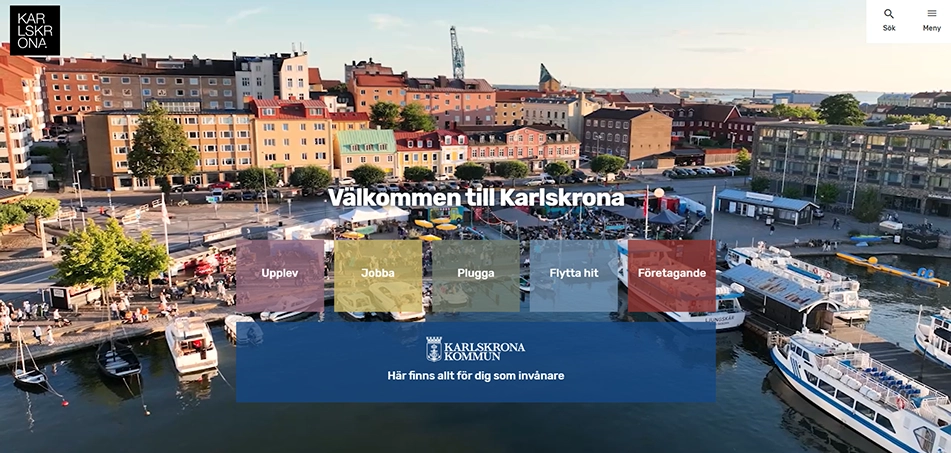 KAR
LSKR
ONA
Sök
Meny
Välkommen till Karlskrona
Upplev
Jobba
Plugga
Flytta hit
Företagande
LJUNGSKÄR
KARLSKRONA
KOMMUN
Här finns allt för dig som invånare